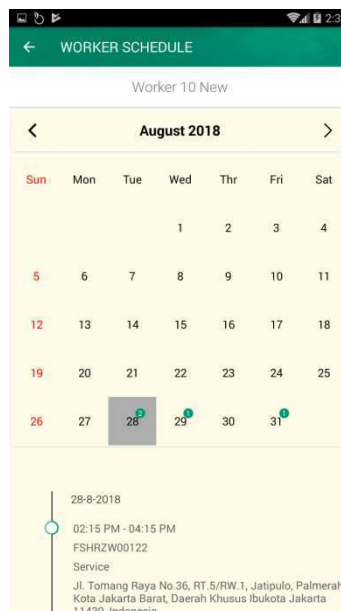 2:3
WORKER SCHEDULE
Worker 10 New
August 2018
Sun Mon Tue Wed Thr Fri Sat
1 2 3 4
5 6 7 8 9 10 11
12 13 14 15 16 17 18
19 20 21 22 23 24 25
26 27 28 2 29 1 30 31 1
28-8-2018
02:15 PM - 04:15 PM
FSHRZW00122
Service
Jl. Tomang Raya No.36, RT.5/RW.1, Jatipulo, Palmerah
Kota Jakarta Barat, Daerah Khusus Ibukota Jakarta
11430, Indonesia